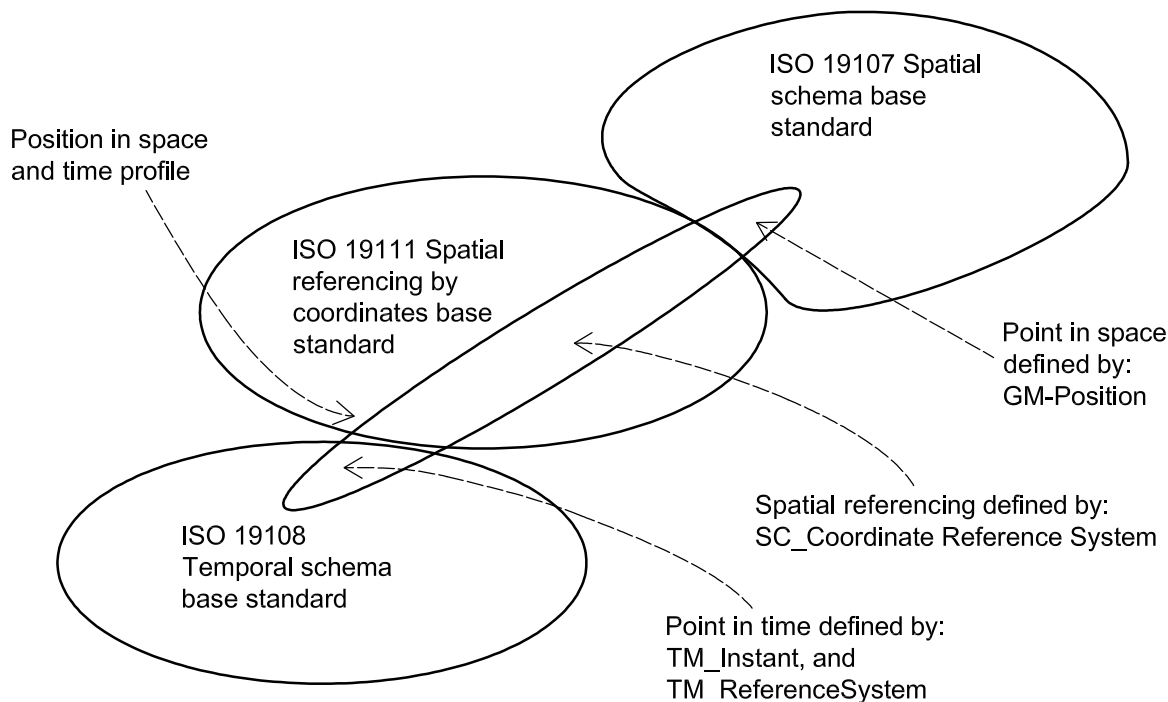 ISO 19107 Spatial
schema base
standard
Position in space
and time profile
ISO 19111 Spatial
referencing by
coordinates base
standard
Point in space
defined by:
GM-Position
Spatial referencing defined by:
SC_Coordinate Reference System
ISO 19108
Temporal schema
base standard
Point in time defined by:
TM_Instant, and
TM_ReferenceSystem